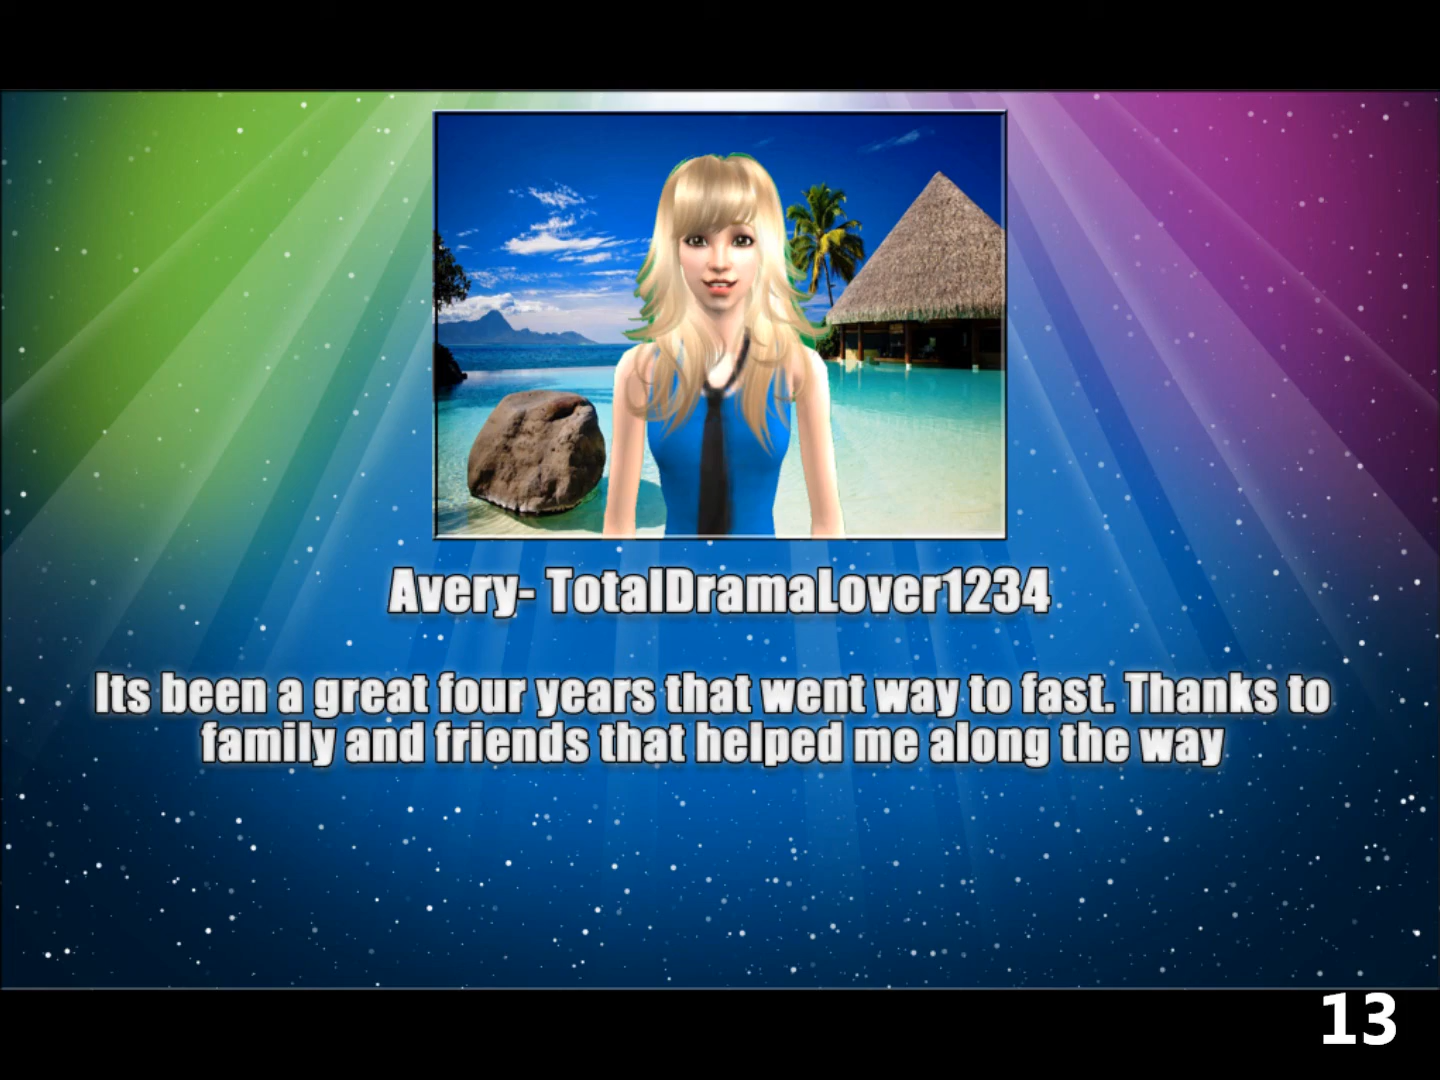 Avery- TotalDramaLover1234
Its been a great four years that went way to fast. Thanks to
family and friends that helped me along the way
13